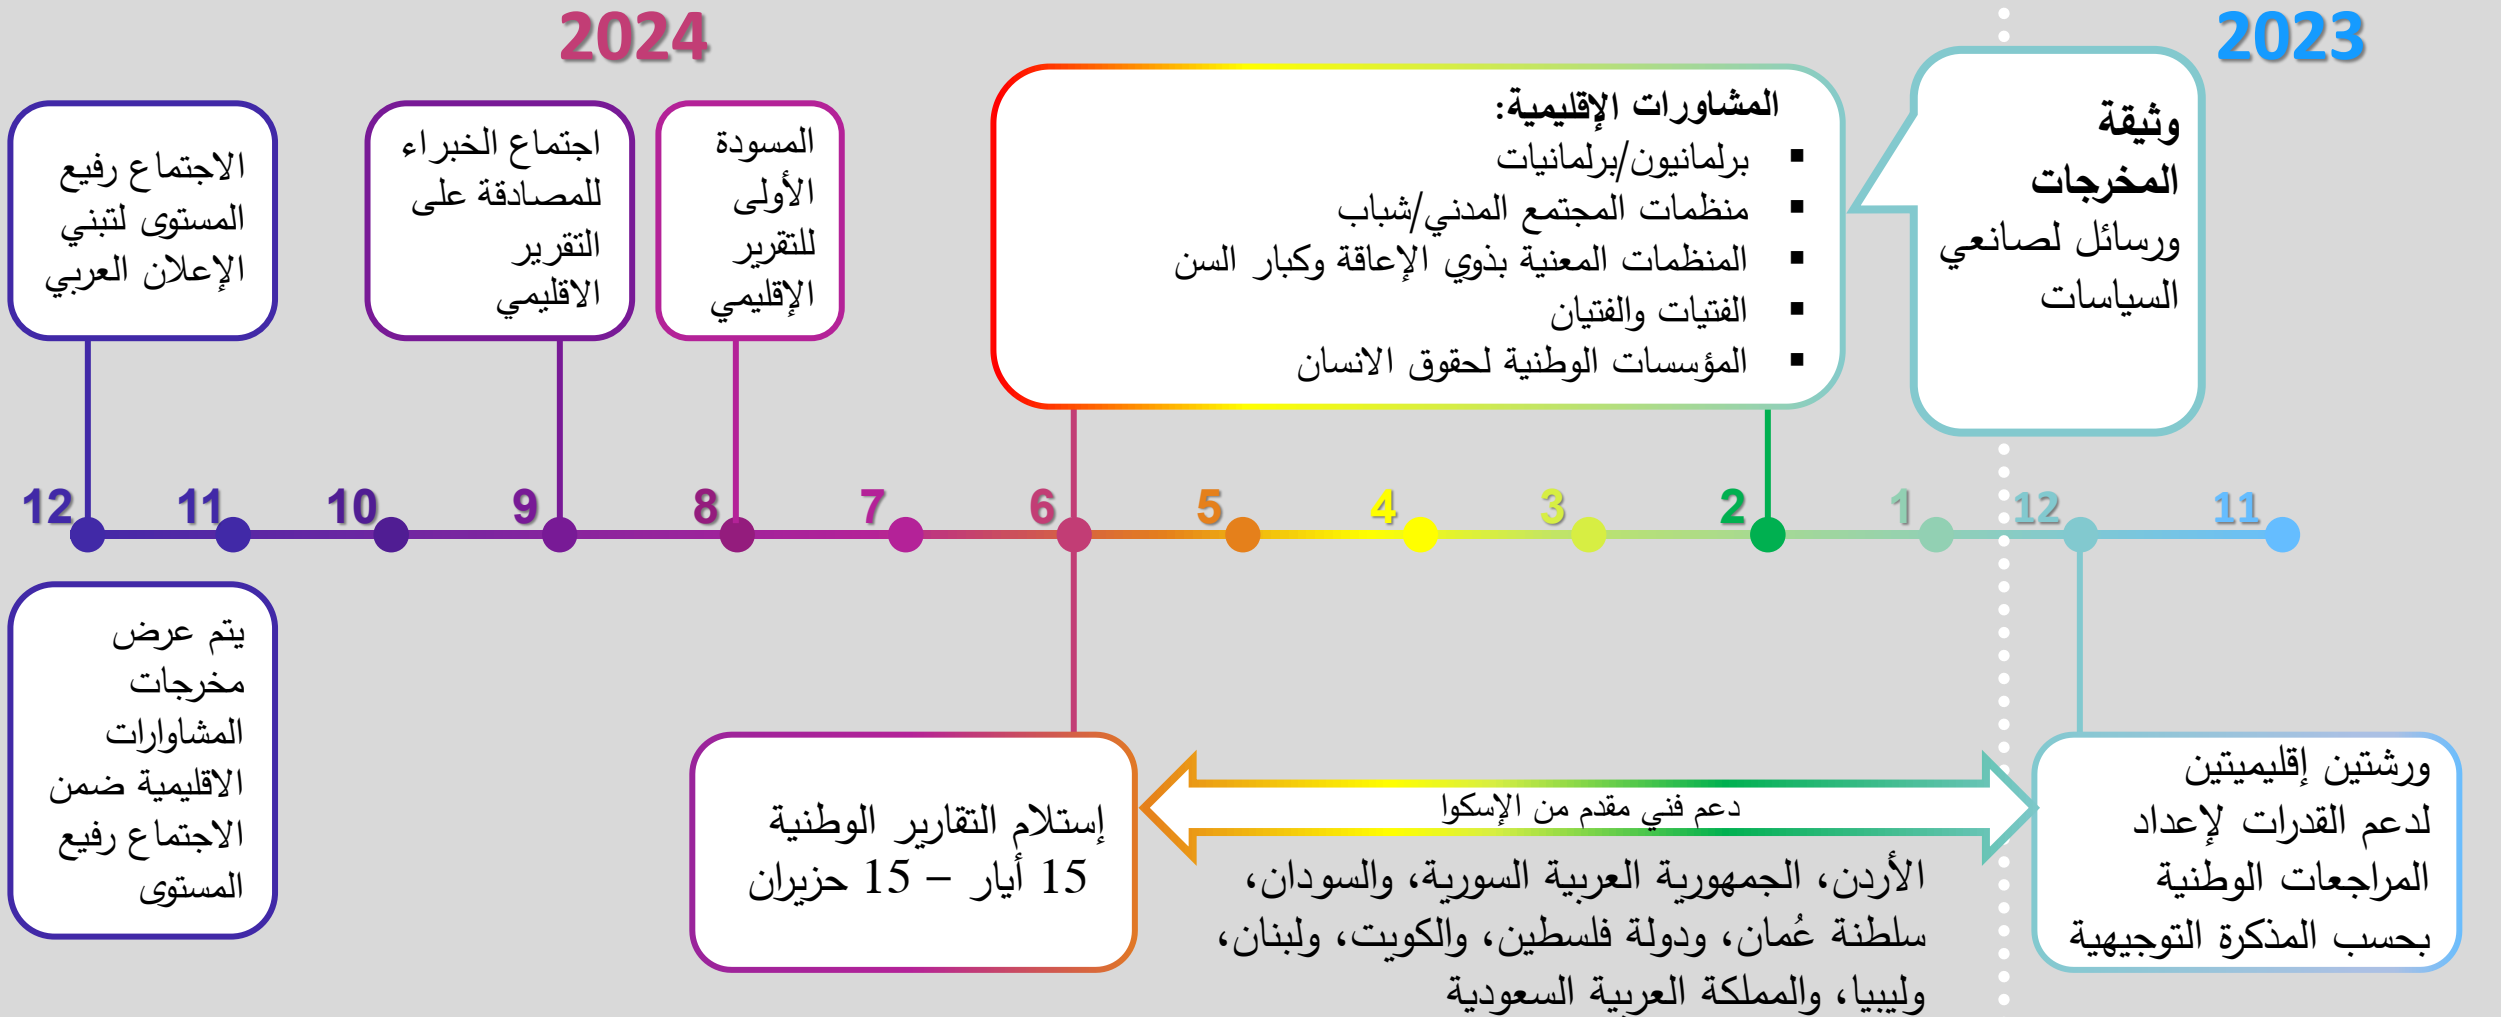 2023
2024
وثيقة
المخرجات
ورسائل لصانعي
السياسات
المشاورات الإقليمية:
▪ برلمانيون/برلمانيات
▪ منظمات المجتمع المدني/شباب
▪ المنظمات المعنية بذوي الإعاقة وكبار السن
▪ الفتيات والفتيان
▪ المؤسسات الوطنية لحقوق الانسان
المسودة
الأولى
للتقرير
الإقليمي
اجتماع الخبراء
للمصادقة على
التقرير
الاقليمي
الاجتماع رفيع
المستوى لتبني
الإعلان العربي
11
12
1
2
3
4
5
6
7
8
9
10
11
12
ورشتين إقليميتين
لدعم القدرات لإعداد
المراجعات الوطنية
بحسب المذكرة التوجيهية
دعم فني مقدم من الإسكوا
الأردن، الجمهورية العربية السورية، والسودان،
سلطنة عُمان، ودولة فلسطين، والكويت، ولبنان،
وليبيا، والمملكة العربية السعودية
إستلام التقارير الوطنية
15 أيار – 15 حزيران
يتم عرض
مخرجات
المشاوارات
الاقليمية ضمن
الاجتماع رفيع
المستوى